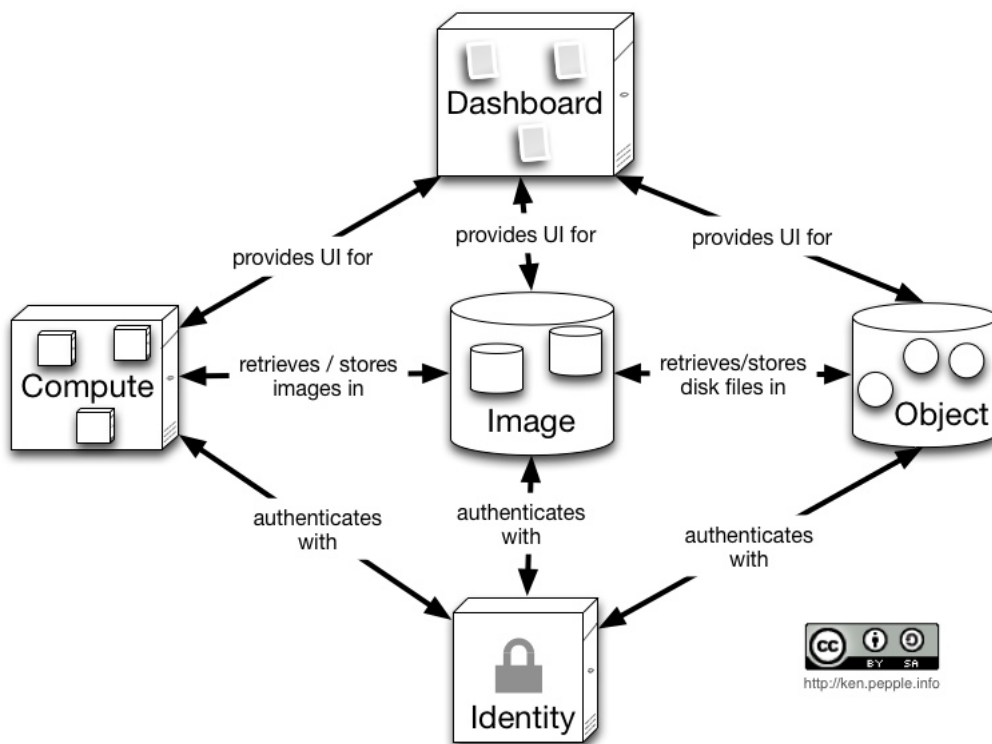 Dashboard
provides UI for
provides UI for
provides UI for
Compute
retrieves / stores
images in
Image
retrieves/stores
disk files in
Object
authenticates
with
authenticates
with
authenticates
with
Identity
cc
BY SA
http://ken.pepple.info